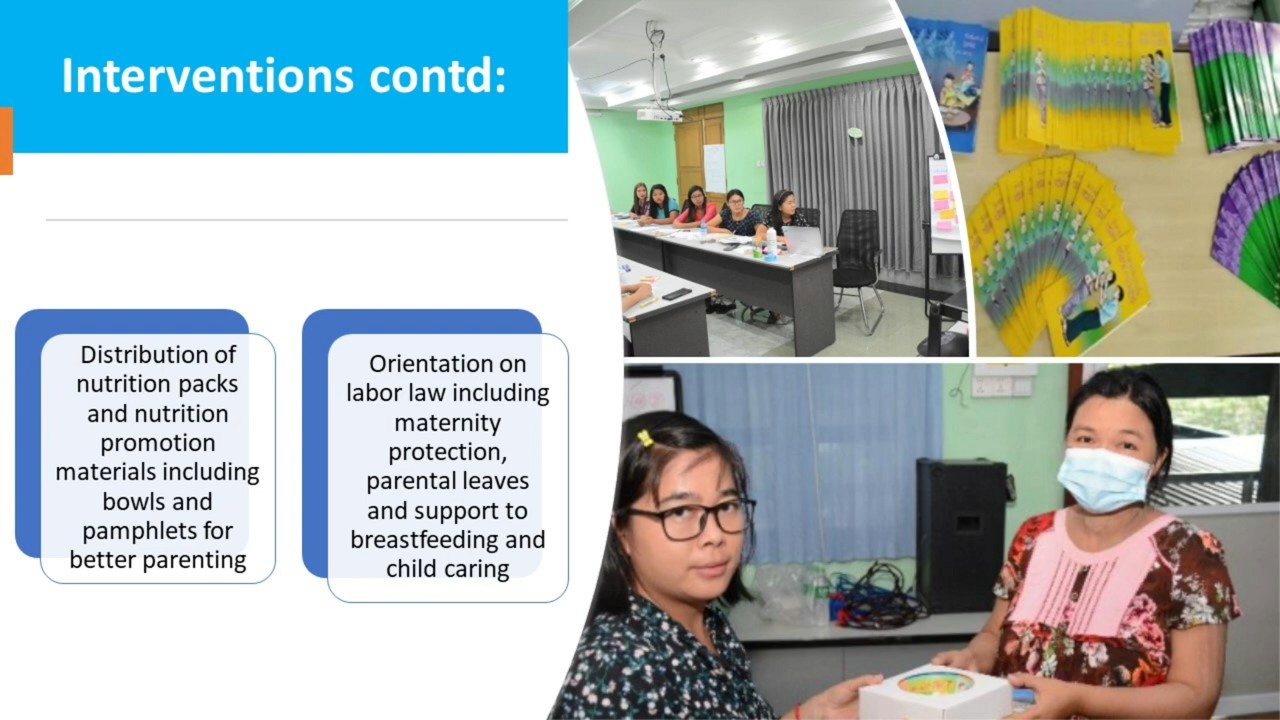 Interventions contd:
Distribution of
nutrition packs
and nutrition
promotion
materials including
bowls and
pamphlets for
better parenting
Orientation on
labor law including
maternity
protection,
parental leaves
and support to
breastfeeding and
child caring